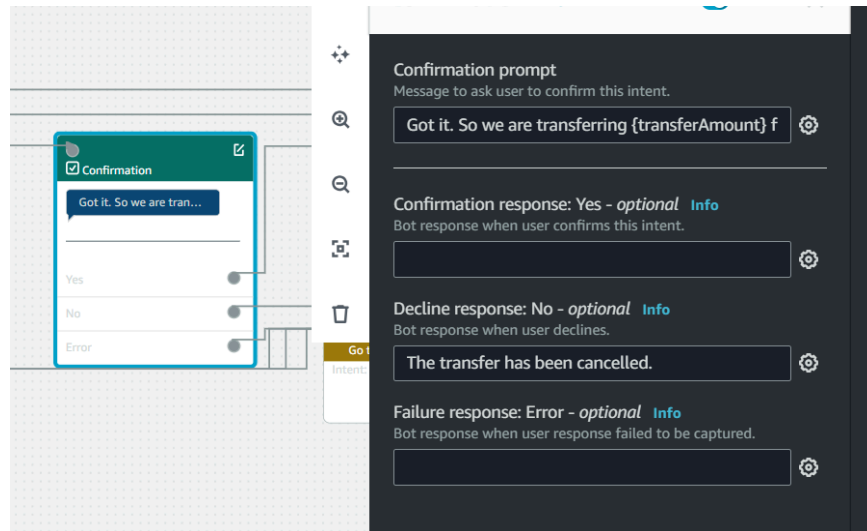 Confirmation
Got it. So we are tran...
Yes
No
Error
Intent:
Confirmation prompt
Message to ask user to confirm this intent.
Got it. So we are transferring {transferAmount} f
Confirmation response: Yes - optional Info
Bot response when user confirms this intent.
Decline response: No - optional Info
Bot response when user declines.
The transfer has been cancelled.
Failure response: Error - optional Info
Bot response when user response failed to be captured.